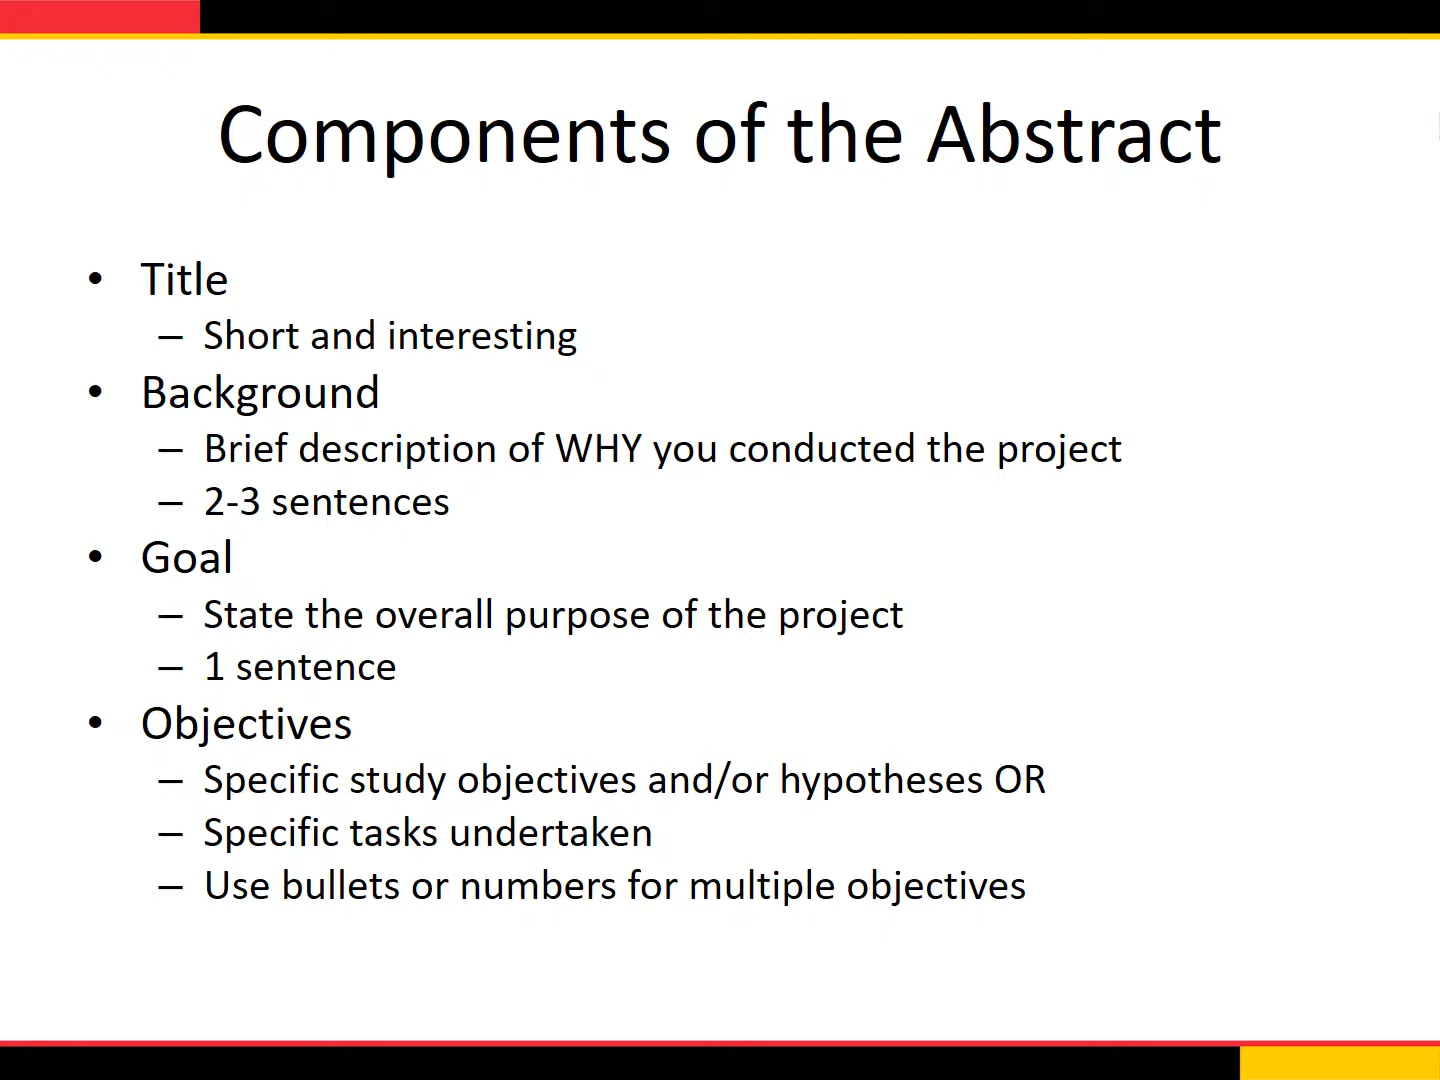 Components of the Abstract
• Title
– Short and interesting
• Background
– Brief description of WHY you conducted the project
– 2-3 sentences
• Goal
– State the overall purpose of the project
– 1 sentence
• Objectives
– Specific study objectives and/or hypotheses OR
– Specific tasks undertaken
– Use bullets or numbers for multiple objectives